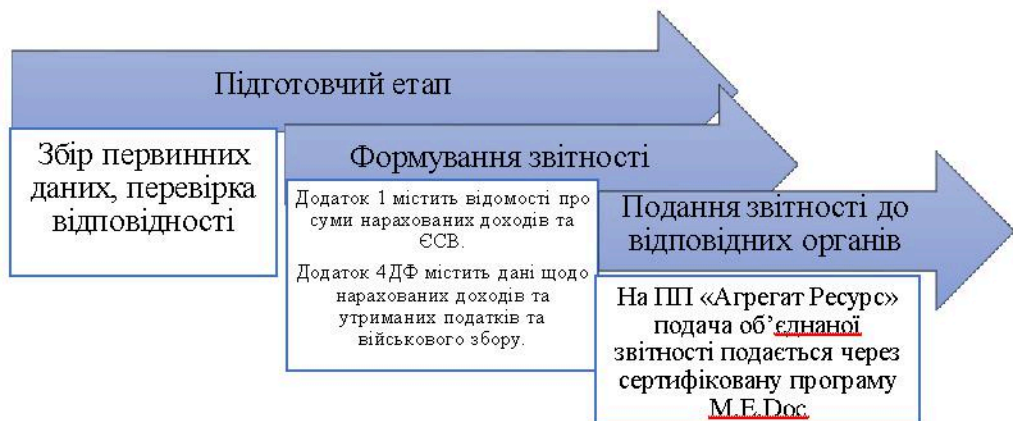 Підготовчий етап
Збір первинних
даних, перевірка
відповідності
Формування звітності
Додаток 1 містить відомості про
суми нарахованих доходів та
ЄСВ.
Додаток 4ДФ містить дані щодо
нарахованих доходів та
утриманих податків та
військового збору.
Подання звітності до
відповідних органів
На ПП «Агрегат Ресурс»
подача об’єднаної
звітності подається через
сертифіковану програму
M.E.Doc